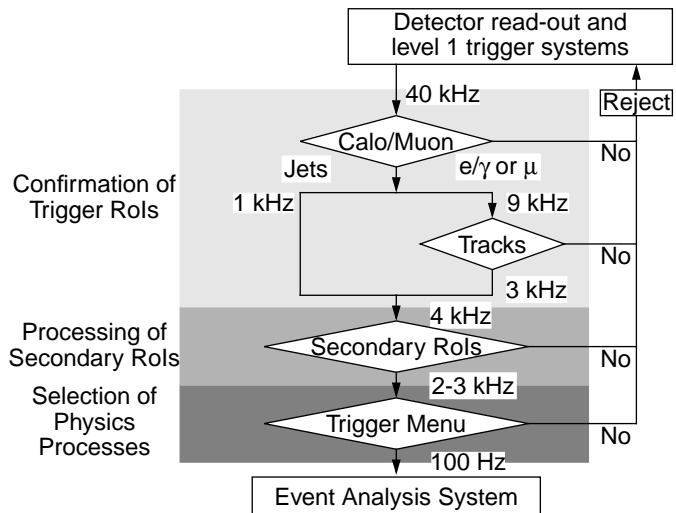 Detector read-out and
level 1 trigger systems
40 kHz
Reject
Calo/Muon
No
Jets
e/γ or μ
Confirmation of
Trigger RoIs
1 kHz
9 kHz
Tracks
No
3 kHz
4 kHz
Processing of
Secondary RoIs
Secondary RoIs
No
2-3 kHz
Selection of
Physics
Processes
Trigger Menu
No
100 Hz
Event Analysis System